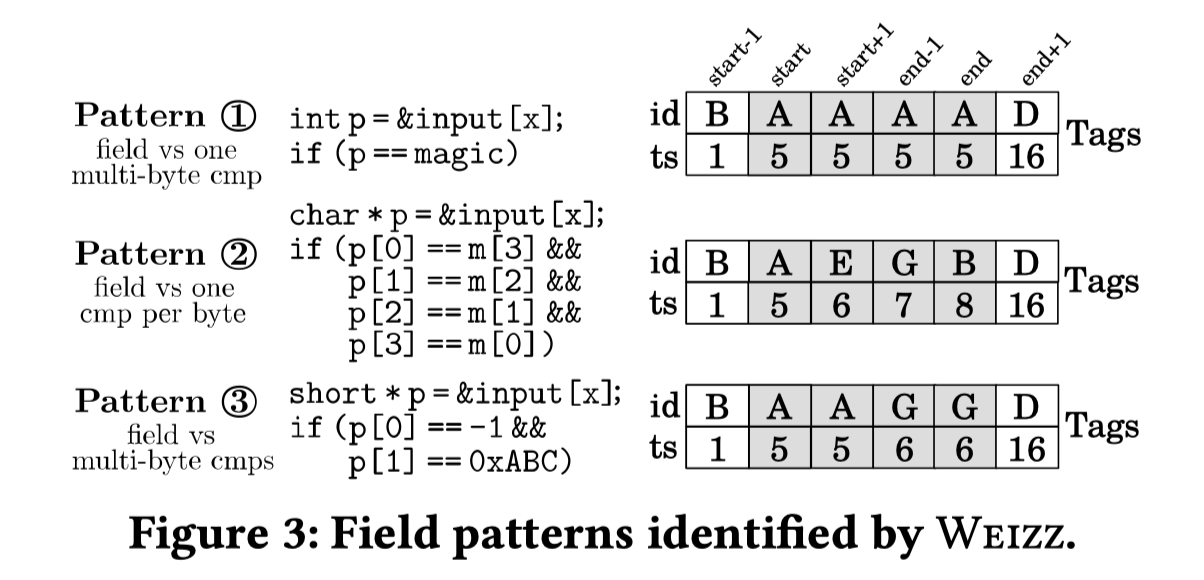 start-1 start start+1 end-1 end end+1
Pattern ① int p = &input[x]; id B A A A A D Tags
field vs one if (p == magic) ts 1 5 5 5 5 16
multi-byte cmp
char * p = &input[x];
Pattern ② if (p[0] == m[3] && id B A E G B D Tags
field vs one p[1] == m[2] && ts 1 5 6 7 8 16
cmp per byte p[2] == m[1] &&
p[3] == m[0])
Pattern ③ short * p = &input[x]; id B A A G G D Tags
field vs if (p[0] == -1 && ts 1 5 5 6 6 16
multi-byte cmps p[1] == 0xABC)
Figure 3: Field patterns identified by WEIZZ.